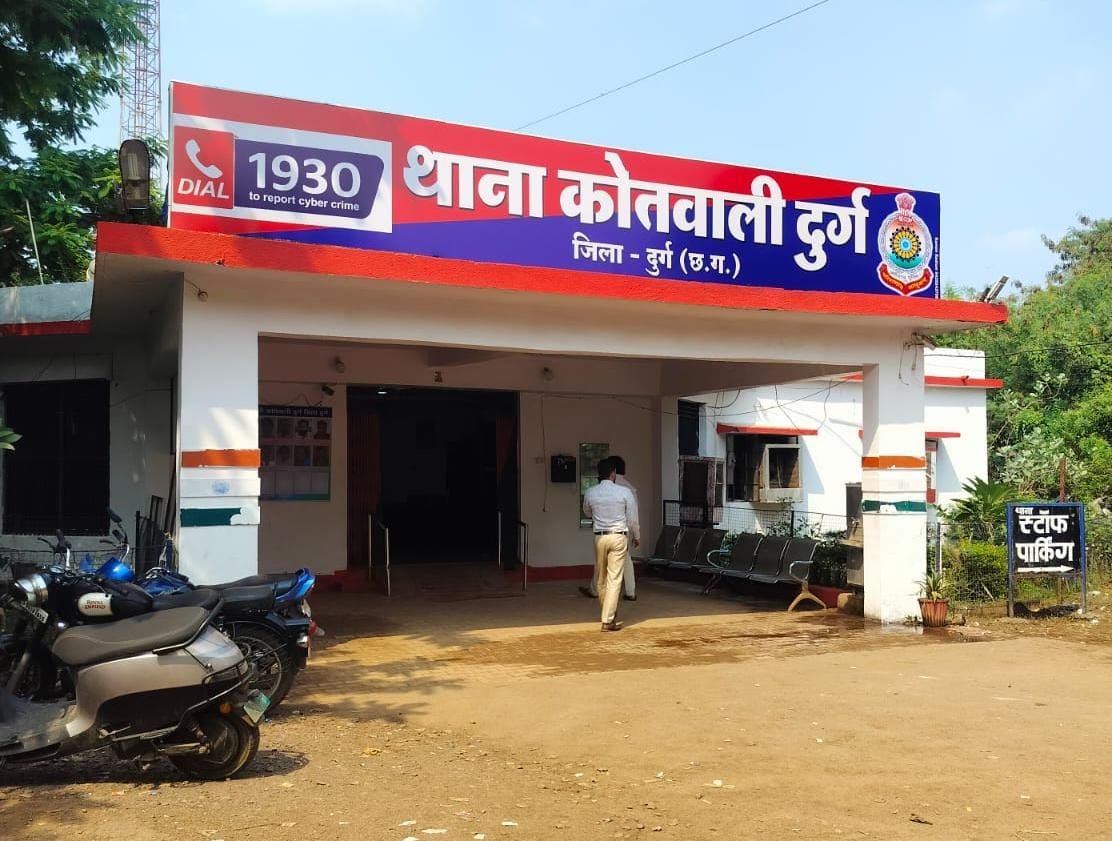 DIAL
1930
to report cyber crime
थाना कोतवाली दुर्ग
जिला - दुर्ग (छ.ग.)
थाना
स्टॉफ
पार्किंग